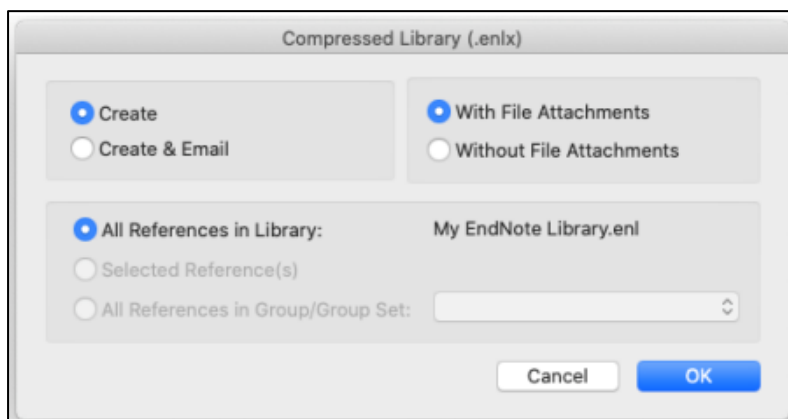 Compressed Library (.enlx)
Create
Create & Email
With File Attachments
Without File Attachments
All References in Library: My EndNote Library.enl
Selected Reference(s)
All References in Group/Group Set:
Cancel OK